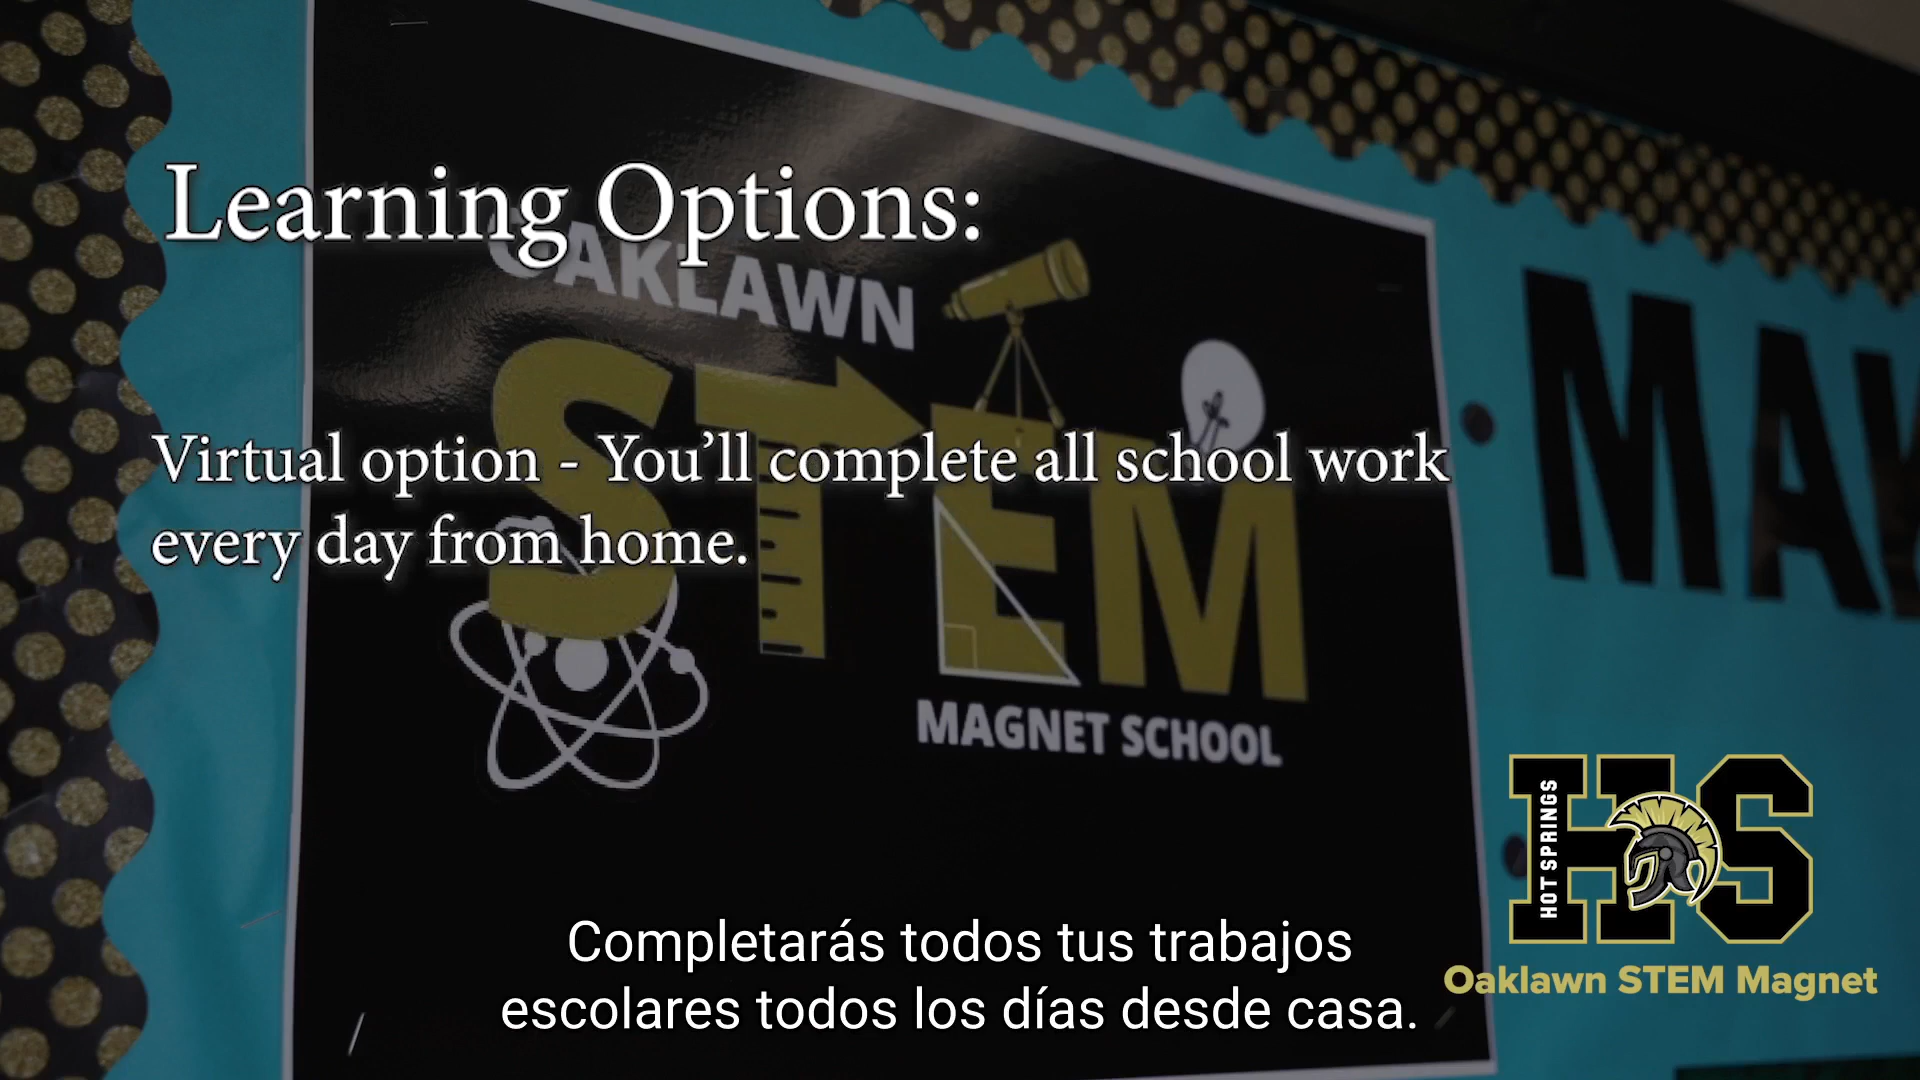 Learning Options:
OAKLAWN
STEM
MAGNET SCHOOL
Virtual option - You’ll complete all school work
every day from home.
HS
HOT SPRINGS
Oaklawn STEM Magnet
Completarás todos tus trabajos
escolares todos los días desde casa.